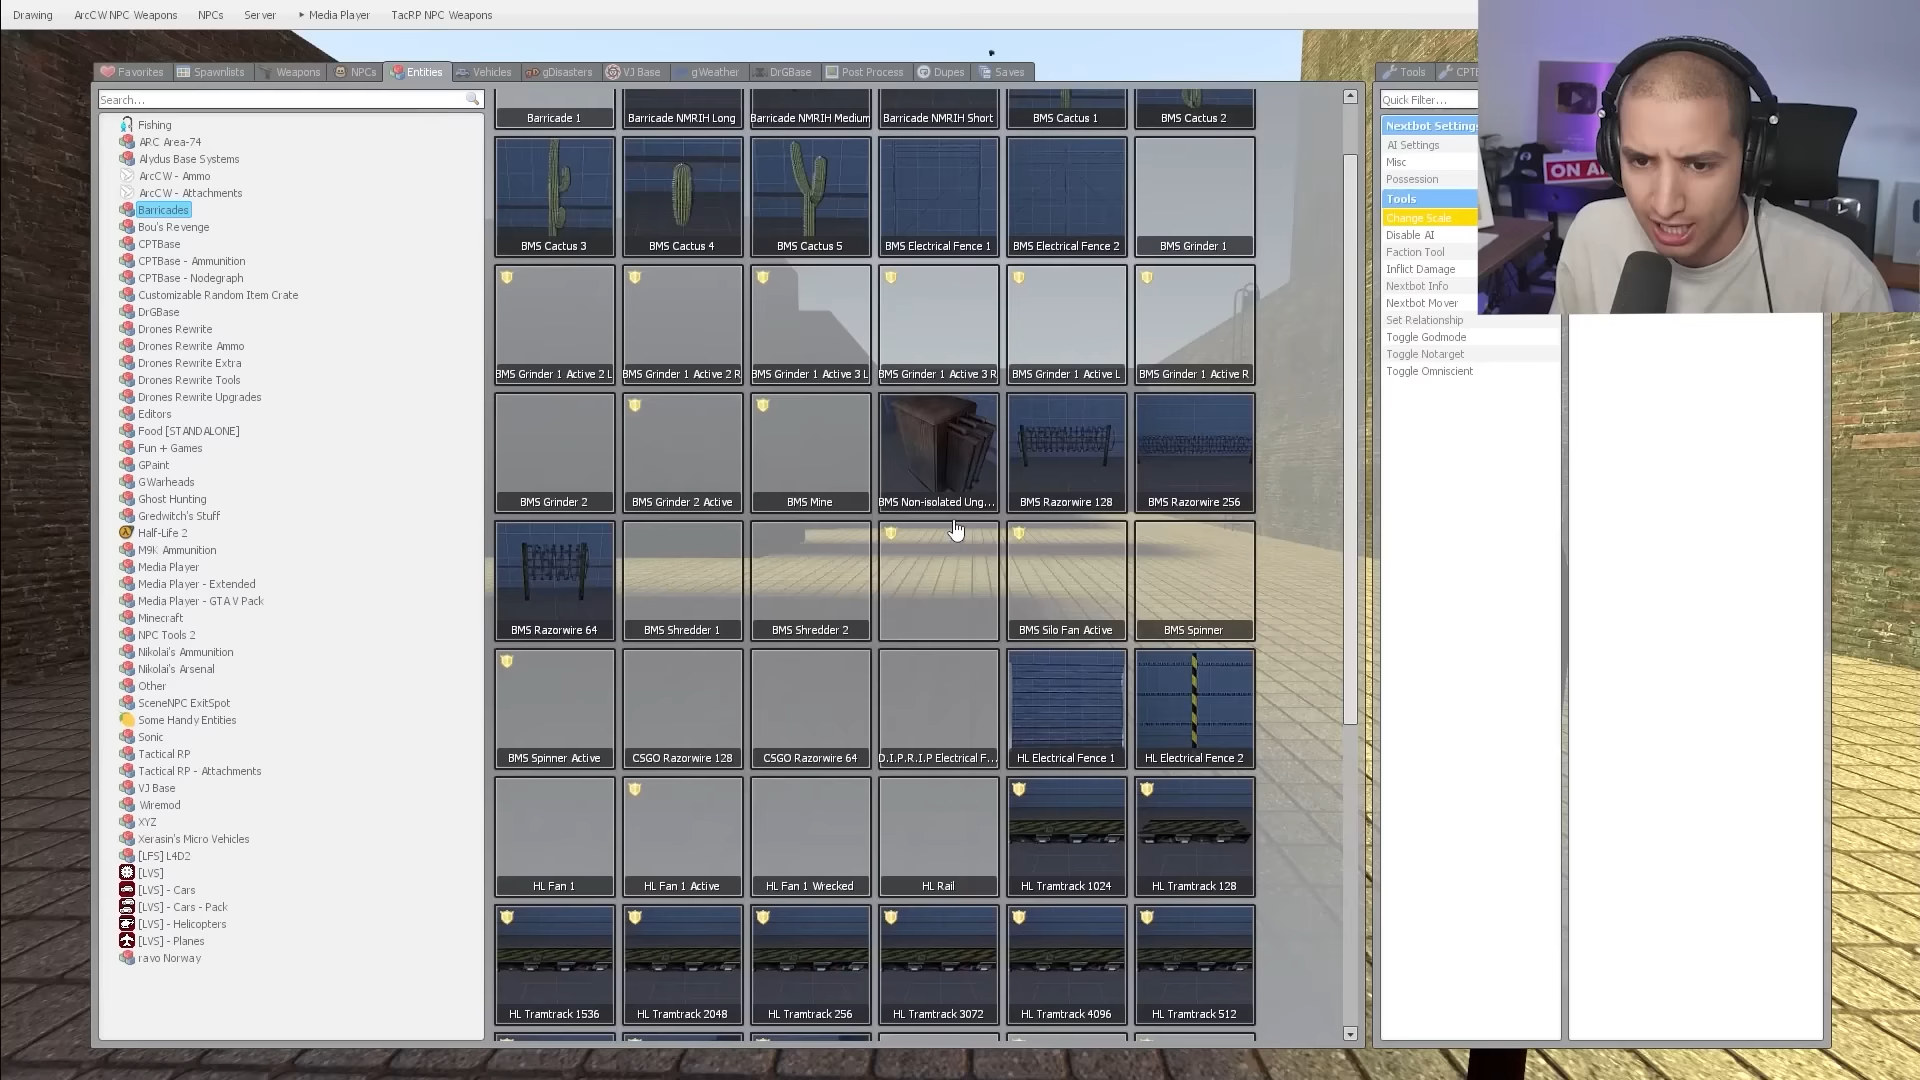 Drawing ArcCW NPC Weapons NPCs Server Media Player TacRP NPC Weapons
Favorites Spawnlists Weapons NPCs Entities Vehicles gDisasters VJ Base gWeather DrGBase Post Process Dupes Saves
Search...
Fishing
ARC Area-74
Alydus Base Systems
ArcCW - Ammo
ArcCW - Attachments
Barricades
Bou's Revenge
CPTBase
CPTBase - Ammunition
CPTBase - Nodegraph
Customizable Random Item Crate
DrGBase
Drones Rewrite
Drones Rewrite Ammo
Drones Rewrite Extra
Drones Rewrite Tools
Drones Rewrite Upgrades
Editors
Food [STANDALONE]
Fun + Games
GPaint
GWarheads
Ghost Hunting
Gredwitch's Stuff
Half-Life 2
M9K Ammunition
Media Player
Media Player - Extended
Media Player - GTA V Pack
Minecraft
NPC Tools 2
Nikolai's Ammunition
Nikolai's Arsenal
Other
SceneNPC ExitSpot
Some Handy Entities
Sonic
Tactical RP
Tactical RP - Attachments
VJ Base
Wiremod
XYZ
Xerasin's Micro Vehicles
[LFS] L4D2
[LVS]
[LVS] - Cars
[LVS] - Cars - Pack
[LVS] - Helicopters
[LVS] - Planes
ravo Norway
Barricade 1 Barricade NMRIH Long Barricade NMRIH Medium Barricade NMRIH Short BMS Cactus 1 BMS Cactus 2
BMS Cactus 3 BMS Cactus 4 BMS Cactus 5 BMS Electrical Fence 1 BMS Electrical Fence 2 BMS Grinder 1
BMS Grinder 1 Active 2 L BMS Grinder 1 Active 2 R BMS Grinder 1 Active 3 L BMS Grinder 1 Active 3 R BMS Grinder 1 Active L BMS Grinder 1 Active R
BMS Grinder 2 BMS Grinder 2 Active BMS Mine BMS Non-isolated Ung... BMS Razorwire 128 BMS Razorwire 256
BMS Razorwire 64 BMS Shredder 1 BMS Shredder 2 BMS Silo Fan Active BMS Spinner
BMS Spinner Active CSGO Razorwire 128 CSGO Razorwire 64 D.I.P.R.I.P Electrical F... HL Electrical Fence 1 HL Electrical Fence 2
HL Fan 1 HL Fan 1 Active HL Fan 1 Wrecked HL Rail HL Tramtrack 1024 HL Tramtrack 128
HL Tramtrack 1536 HL Tramtrack 2048 HL Tramtrack 256 HL Tramtrack 3072 HL Tramtrack 4096 HL Tramtrack 512
Tools CPTB
Quick Filter...
Nextbot Settings
AI Settings
Misc
Possession
Tools
Change Scale
Disable AI
Faction Tool
Inflict Damage
Nextbot Info
Nextbot Mover
Set Relationship
Toggle Godmode
Toggle Notarget
Toggle Omniscient
ON A